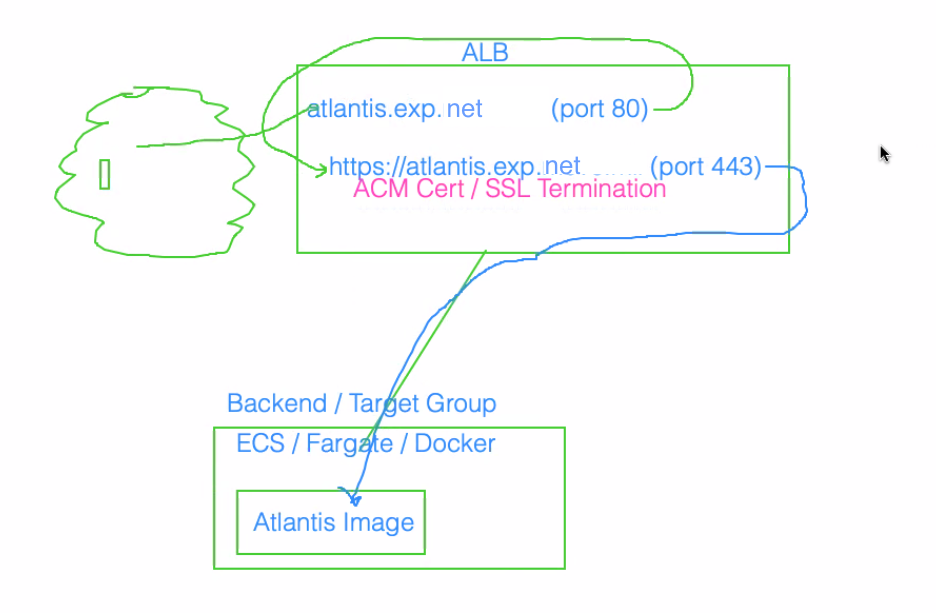 ALB
atlantis.exp.net (port 80)
https://atlantis.exp.net (port 443)
ACM Cert / SSL Termination
Backend / Target Group
ECS / Fargate / Docker
Atlantis Image